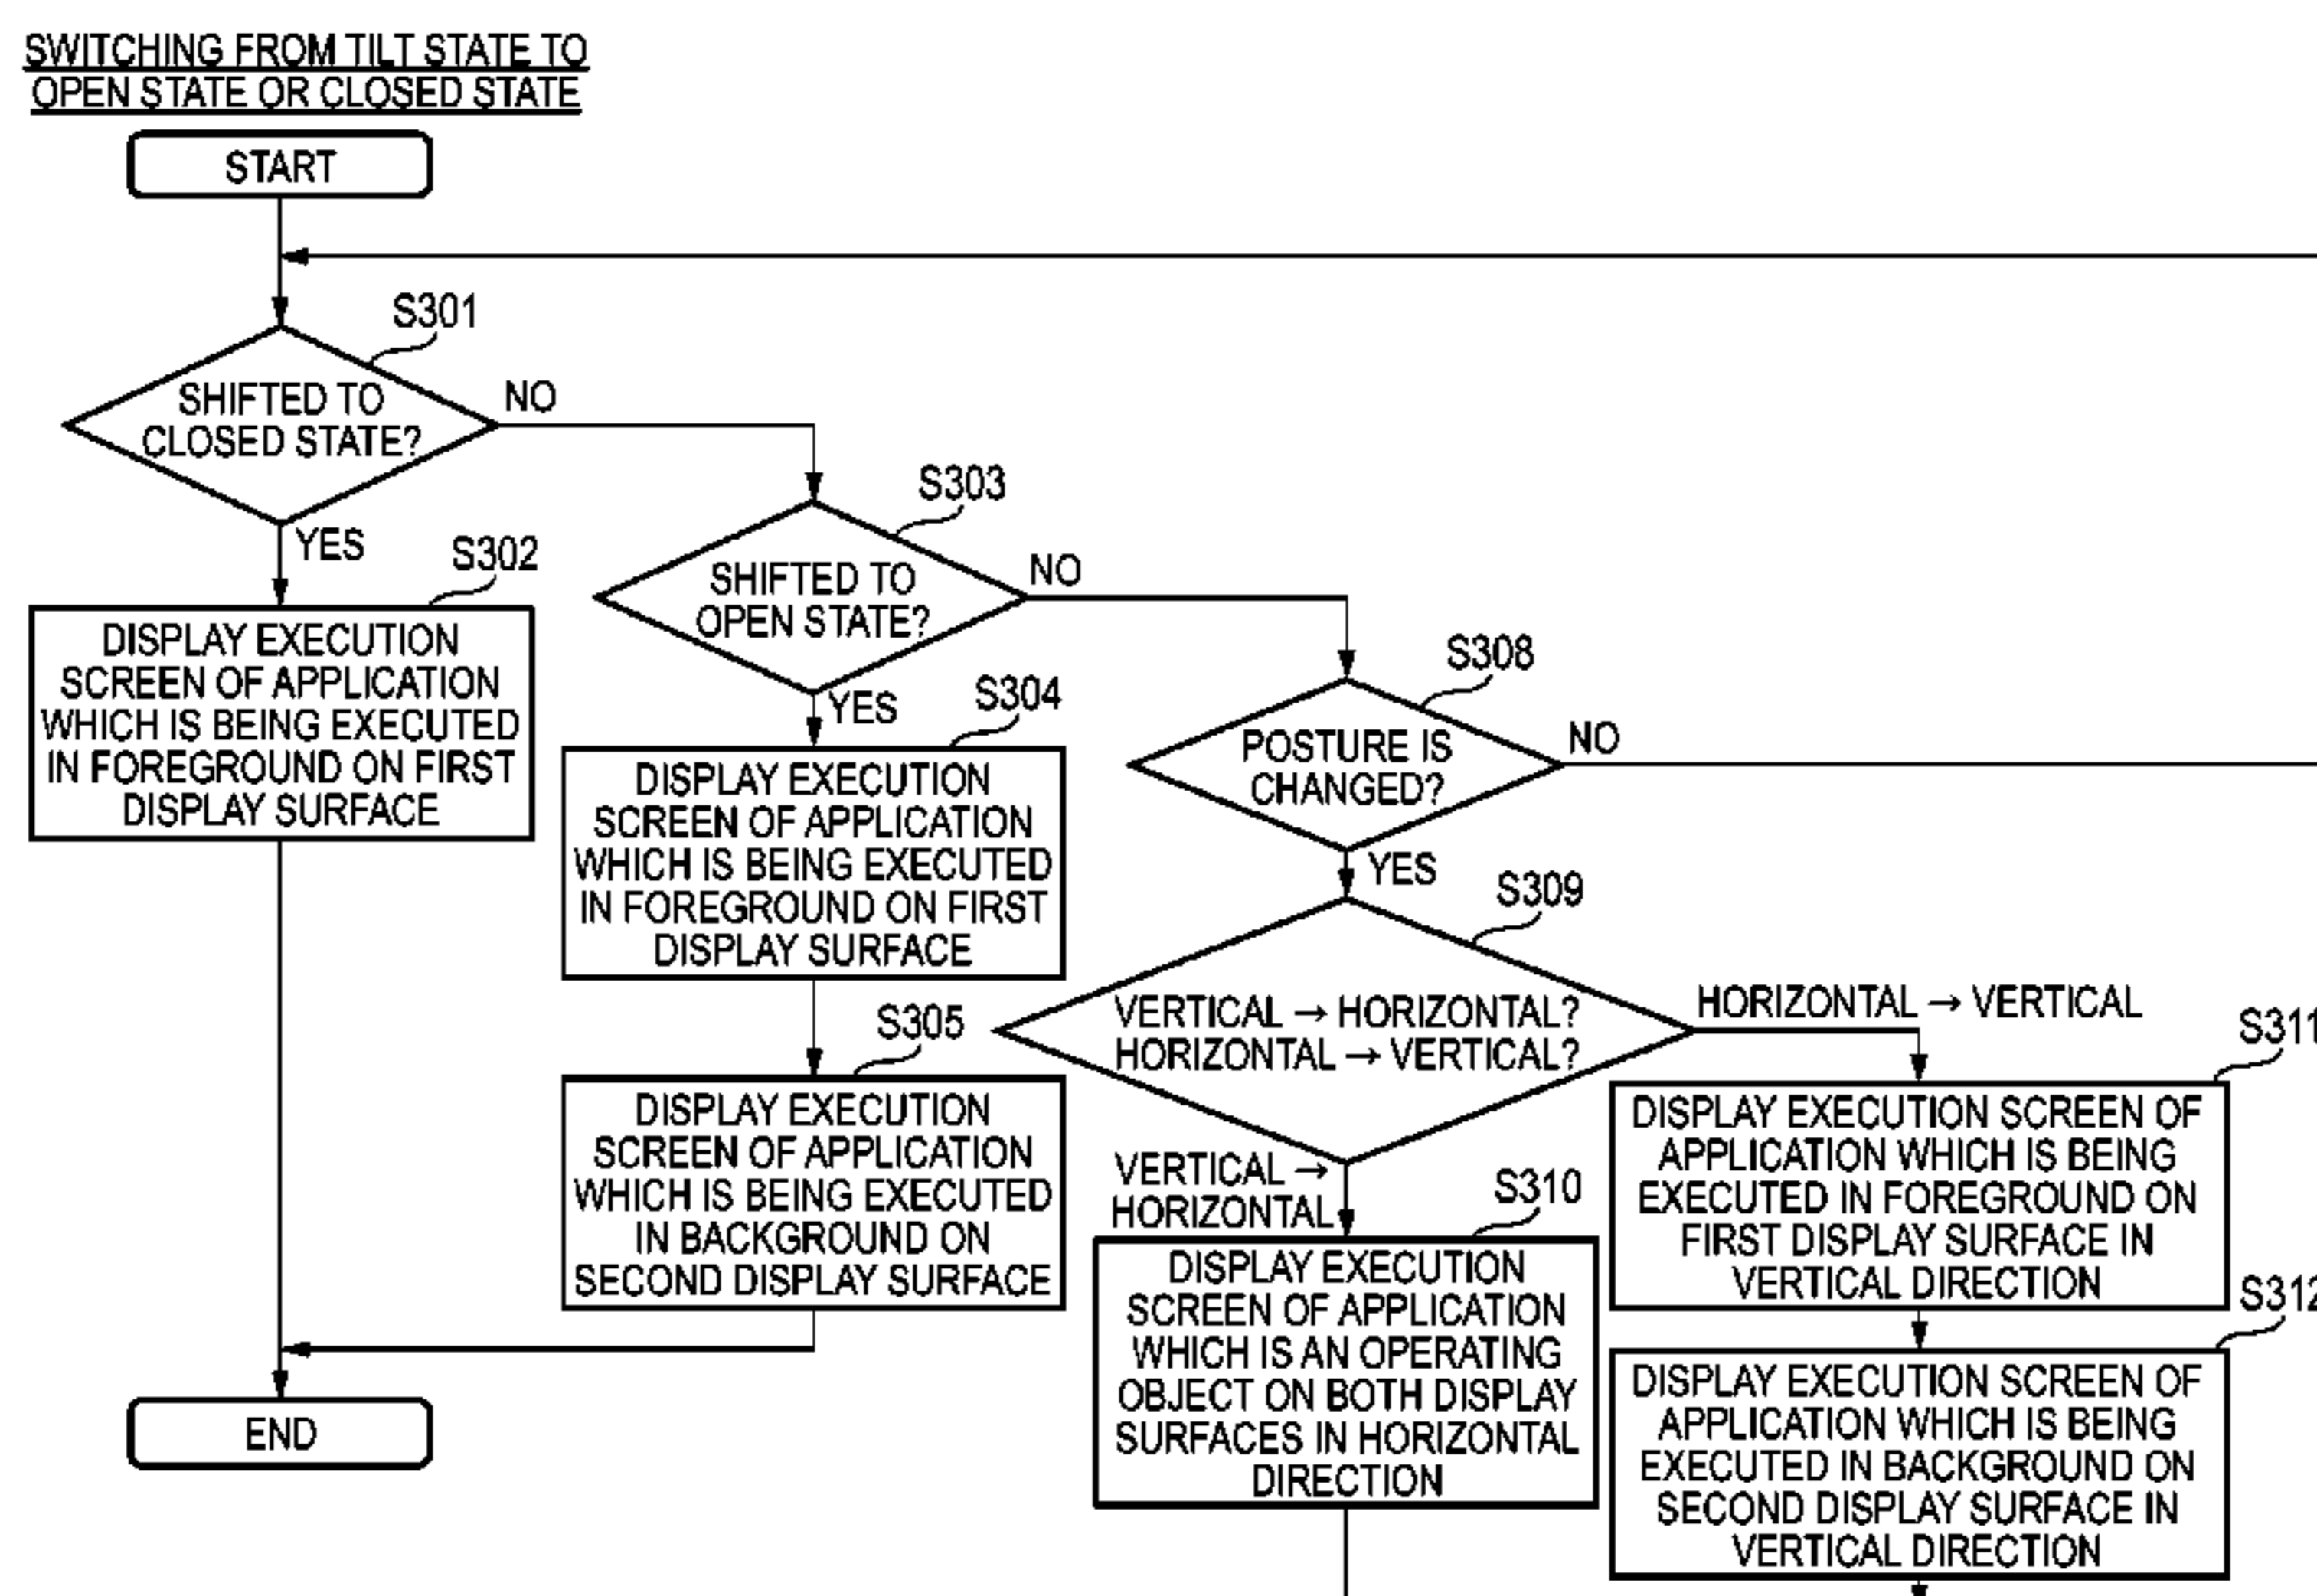 SWITCHING FROM TILT STATE TO
OPEN STATE OR CLOSED STATE
START
S301
SHIFTED TO
CLOSED STATE?
NO
YES
S302
DISPLAY EXECUTION
SCREEN OF APPLICATION
WHICH IS BEING EXECUTED
IN FOREGROUND ON FIRST
DISPLAY SURFACE
S303
SHIFTED TO
OPEN STATE?
NO
YES
S304
DISPLAY EXECUTION
SCREEN OF APPLICATION
WHICH IS BEING EXECUTED
IN FOREGROUND ON FIRST
DISPLAY SURFACE
S305
DISPLAY EXECUTION
SCREEN OF APPLICATION
WHICH IS BEING EXECUTED
IN BACKGROUND ON
SECOND DISPLAY SURFACE
END
S308
POSTURE IS
CHANGED?
NO
YES
S309
VERTICAL → HORIZONTAL?
HORIZONTAL → VERTICAL?
HORIZONTAL → VERTICAL
VERTICAL →
HORIZONTAL
S310
DISPLAY EXECUTION
SCREEN OF APPLICATION
WHICH IS AN OPERATING
OBJECT ON BOTH DISPLAY
SURFACES IN HORIZONTAL
DIRECTION
S311
DISPLAY EXECUTION SCREEN OF
APPLICATION WHICH IS BEING
EXECUTED IN FOREGROUND ON
FIRST DISPLAY SURFACE IN
VERTICAL DIRECTION
S312
DISPLAY EXECUTION SCREEN OF
APPLICATION WHICH IS BEING
EXECUTED IN BACKGROUND ON
SECOND DISPLAY SURFACE IN
VERTICAL DIRECTION